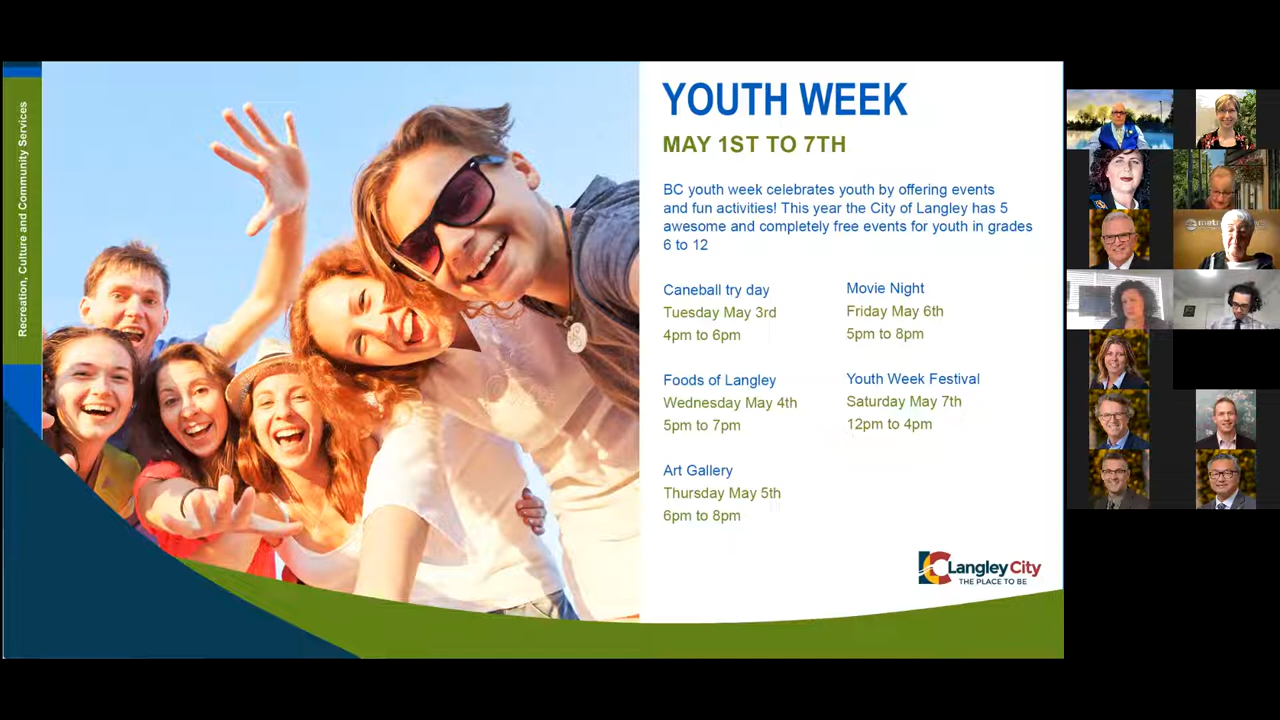 Recreation, Culture and Community Services
YOUTH WEEK
MAY 1ST TO 7TH
BC youth week celebrates youth by offering events
and fun activities! This year the City of Langley has 5
awesome and completely free events for youth in grades
6 to 12
Caneball try day
Tuesday May 3rd
4pm to 6pm
Foods of Langley
Wednesday May 4th
5pm to 7pm
Art Gallery
Thursday May 5th
6pm to 8pm
Movie Night
Friday May 6th
5pm to 8pm
Youth Week Festival
Saturday May 7th
12pm to 4pm
Langley City
THE PLACE TO BE